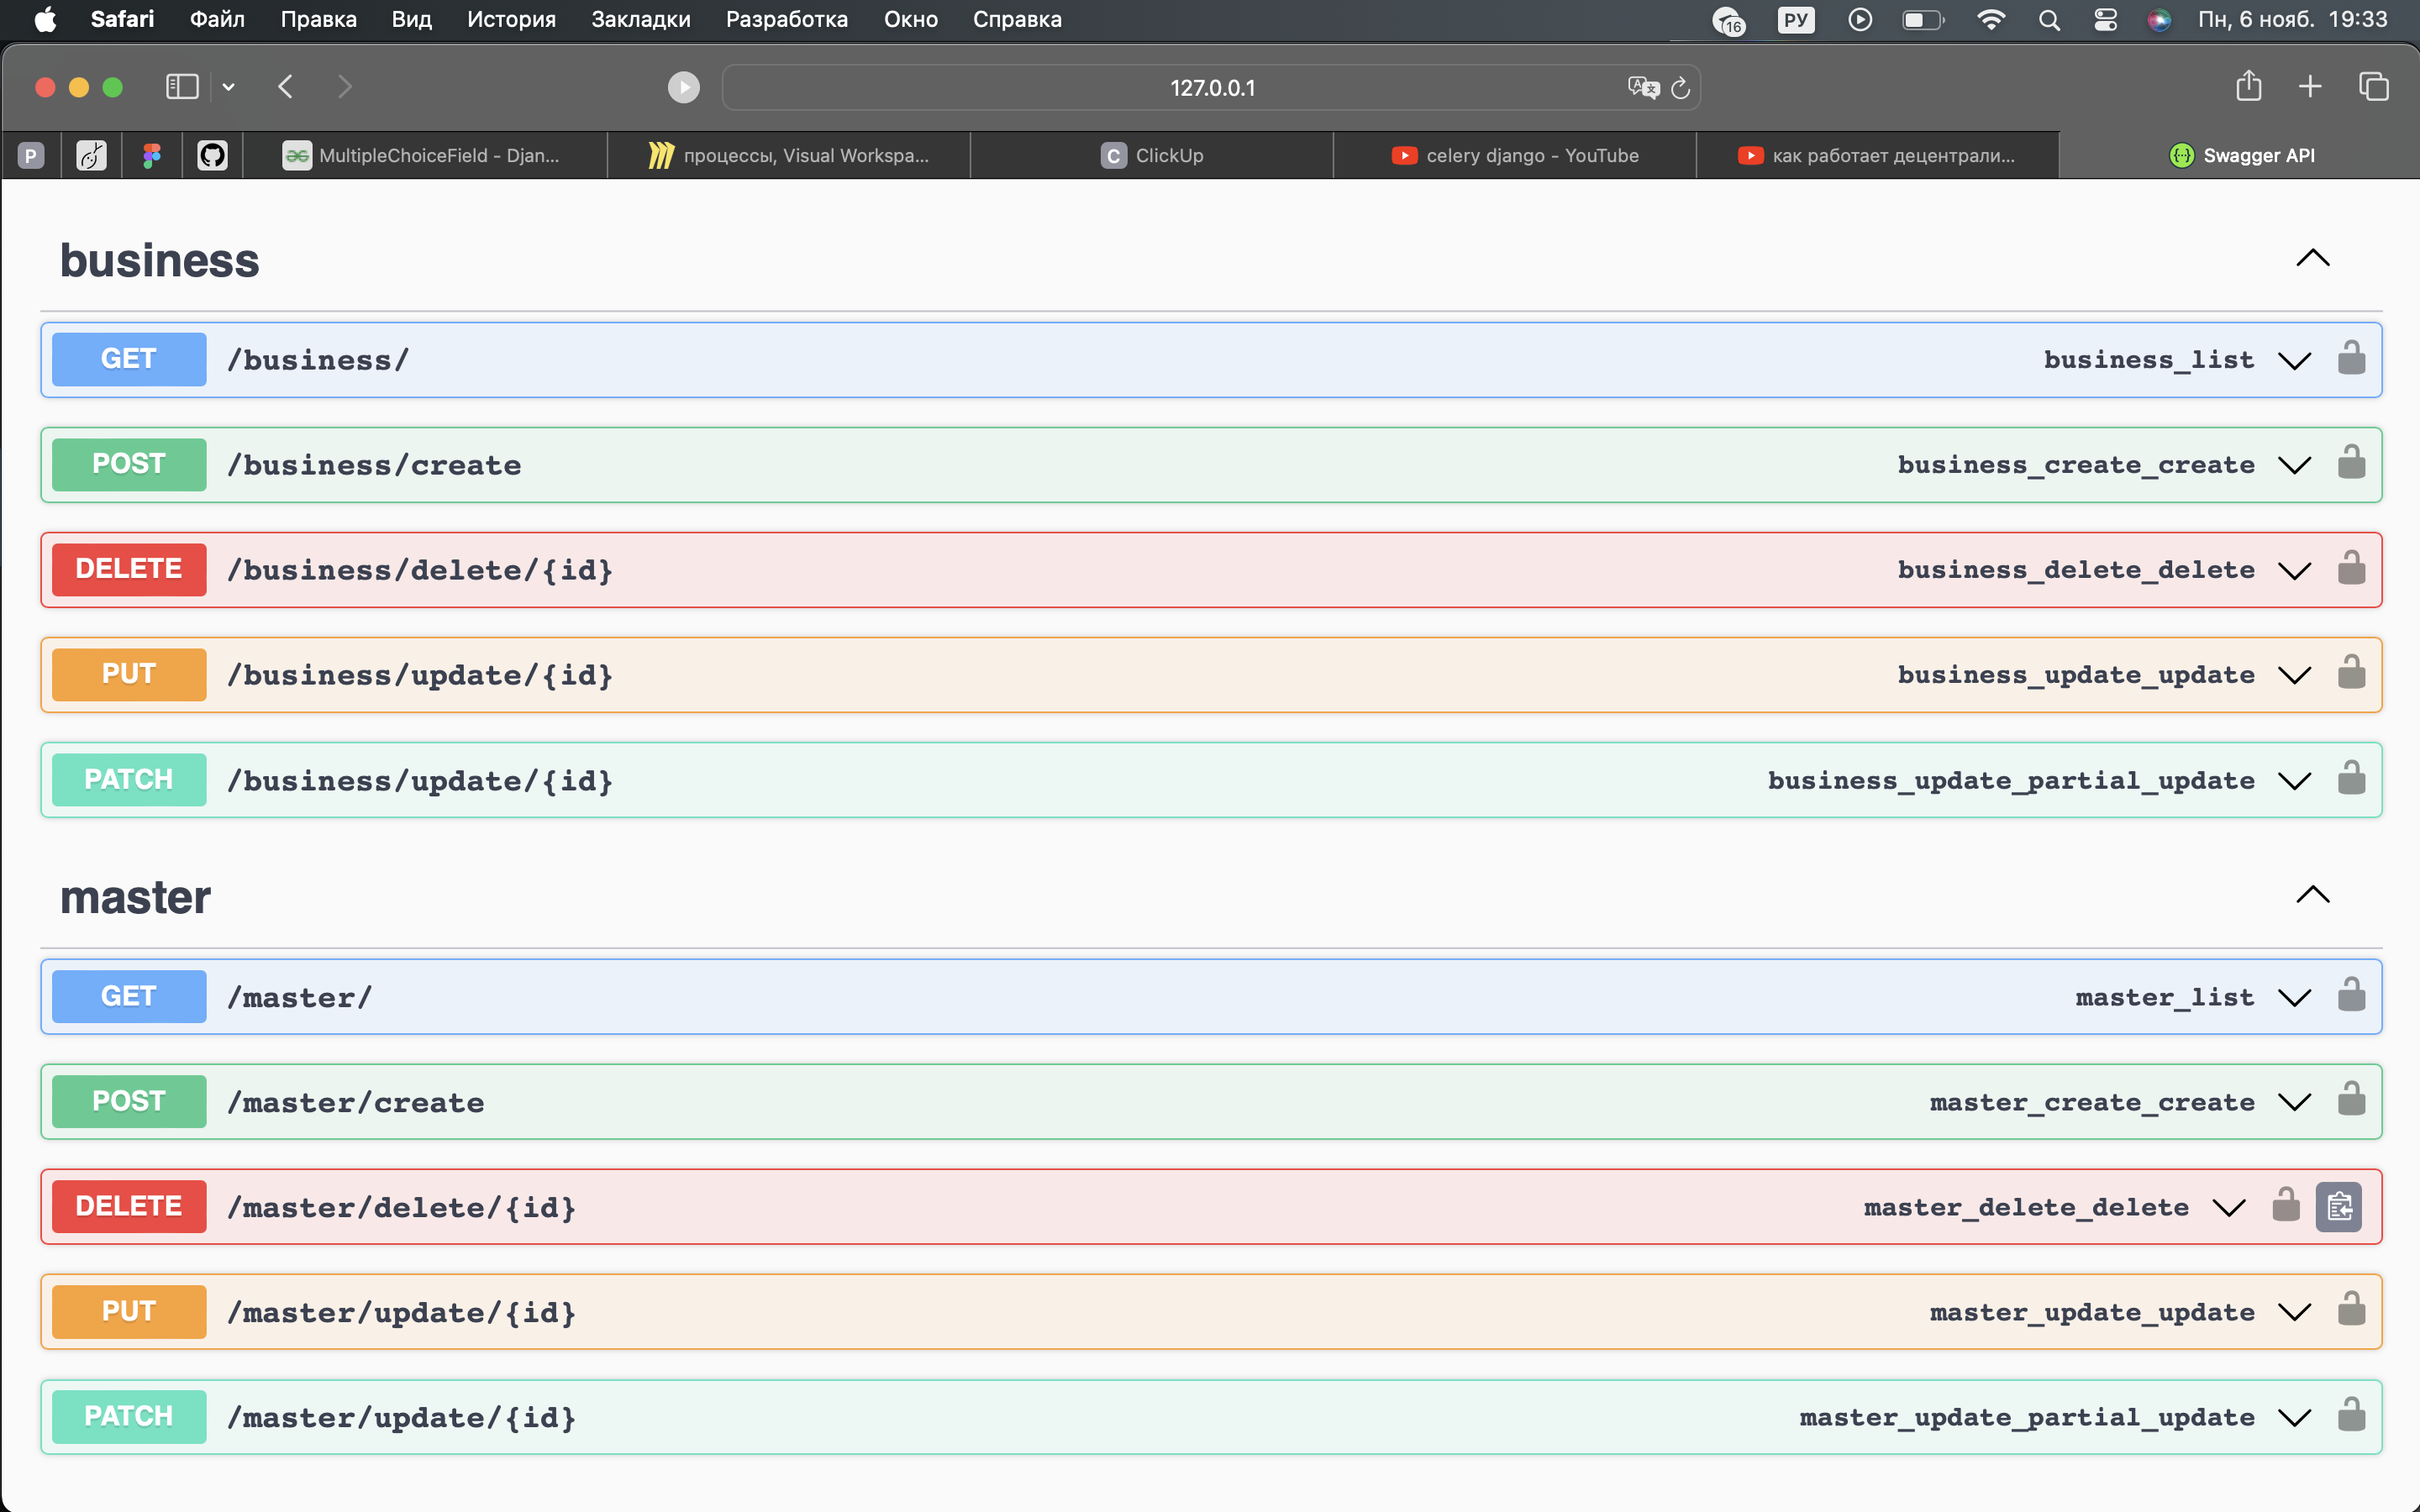 Safari Файл Правка Вид История Закладки Разработка Окно Справка 16 РУ Пн, 6 нояб. 19:33
127.0.0.1
P MultipleChoiceField - Djan... процессы, Visual Workspa... C ClickUp celery django - YouTube как работает децентрали... Swagger API
business
GET /business/ business_list
POST /business/create business_create_create
DELETE /business/delete/{id} business_delete_delete
PUT /business/update/{id} business_update_update
PATCH /business/update/{id} business_update_partial_update
master
GET /master/ master_list
POST /master/create master_create_create
DELETE /master/delete/{id} master_delete_delete
PUT /master/update/{id} master_update_update
PATCH /master/update/{id} master_update_partial_update